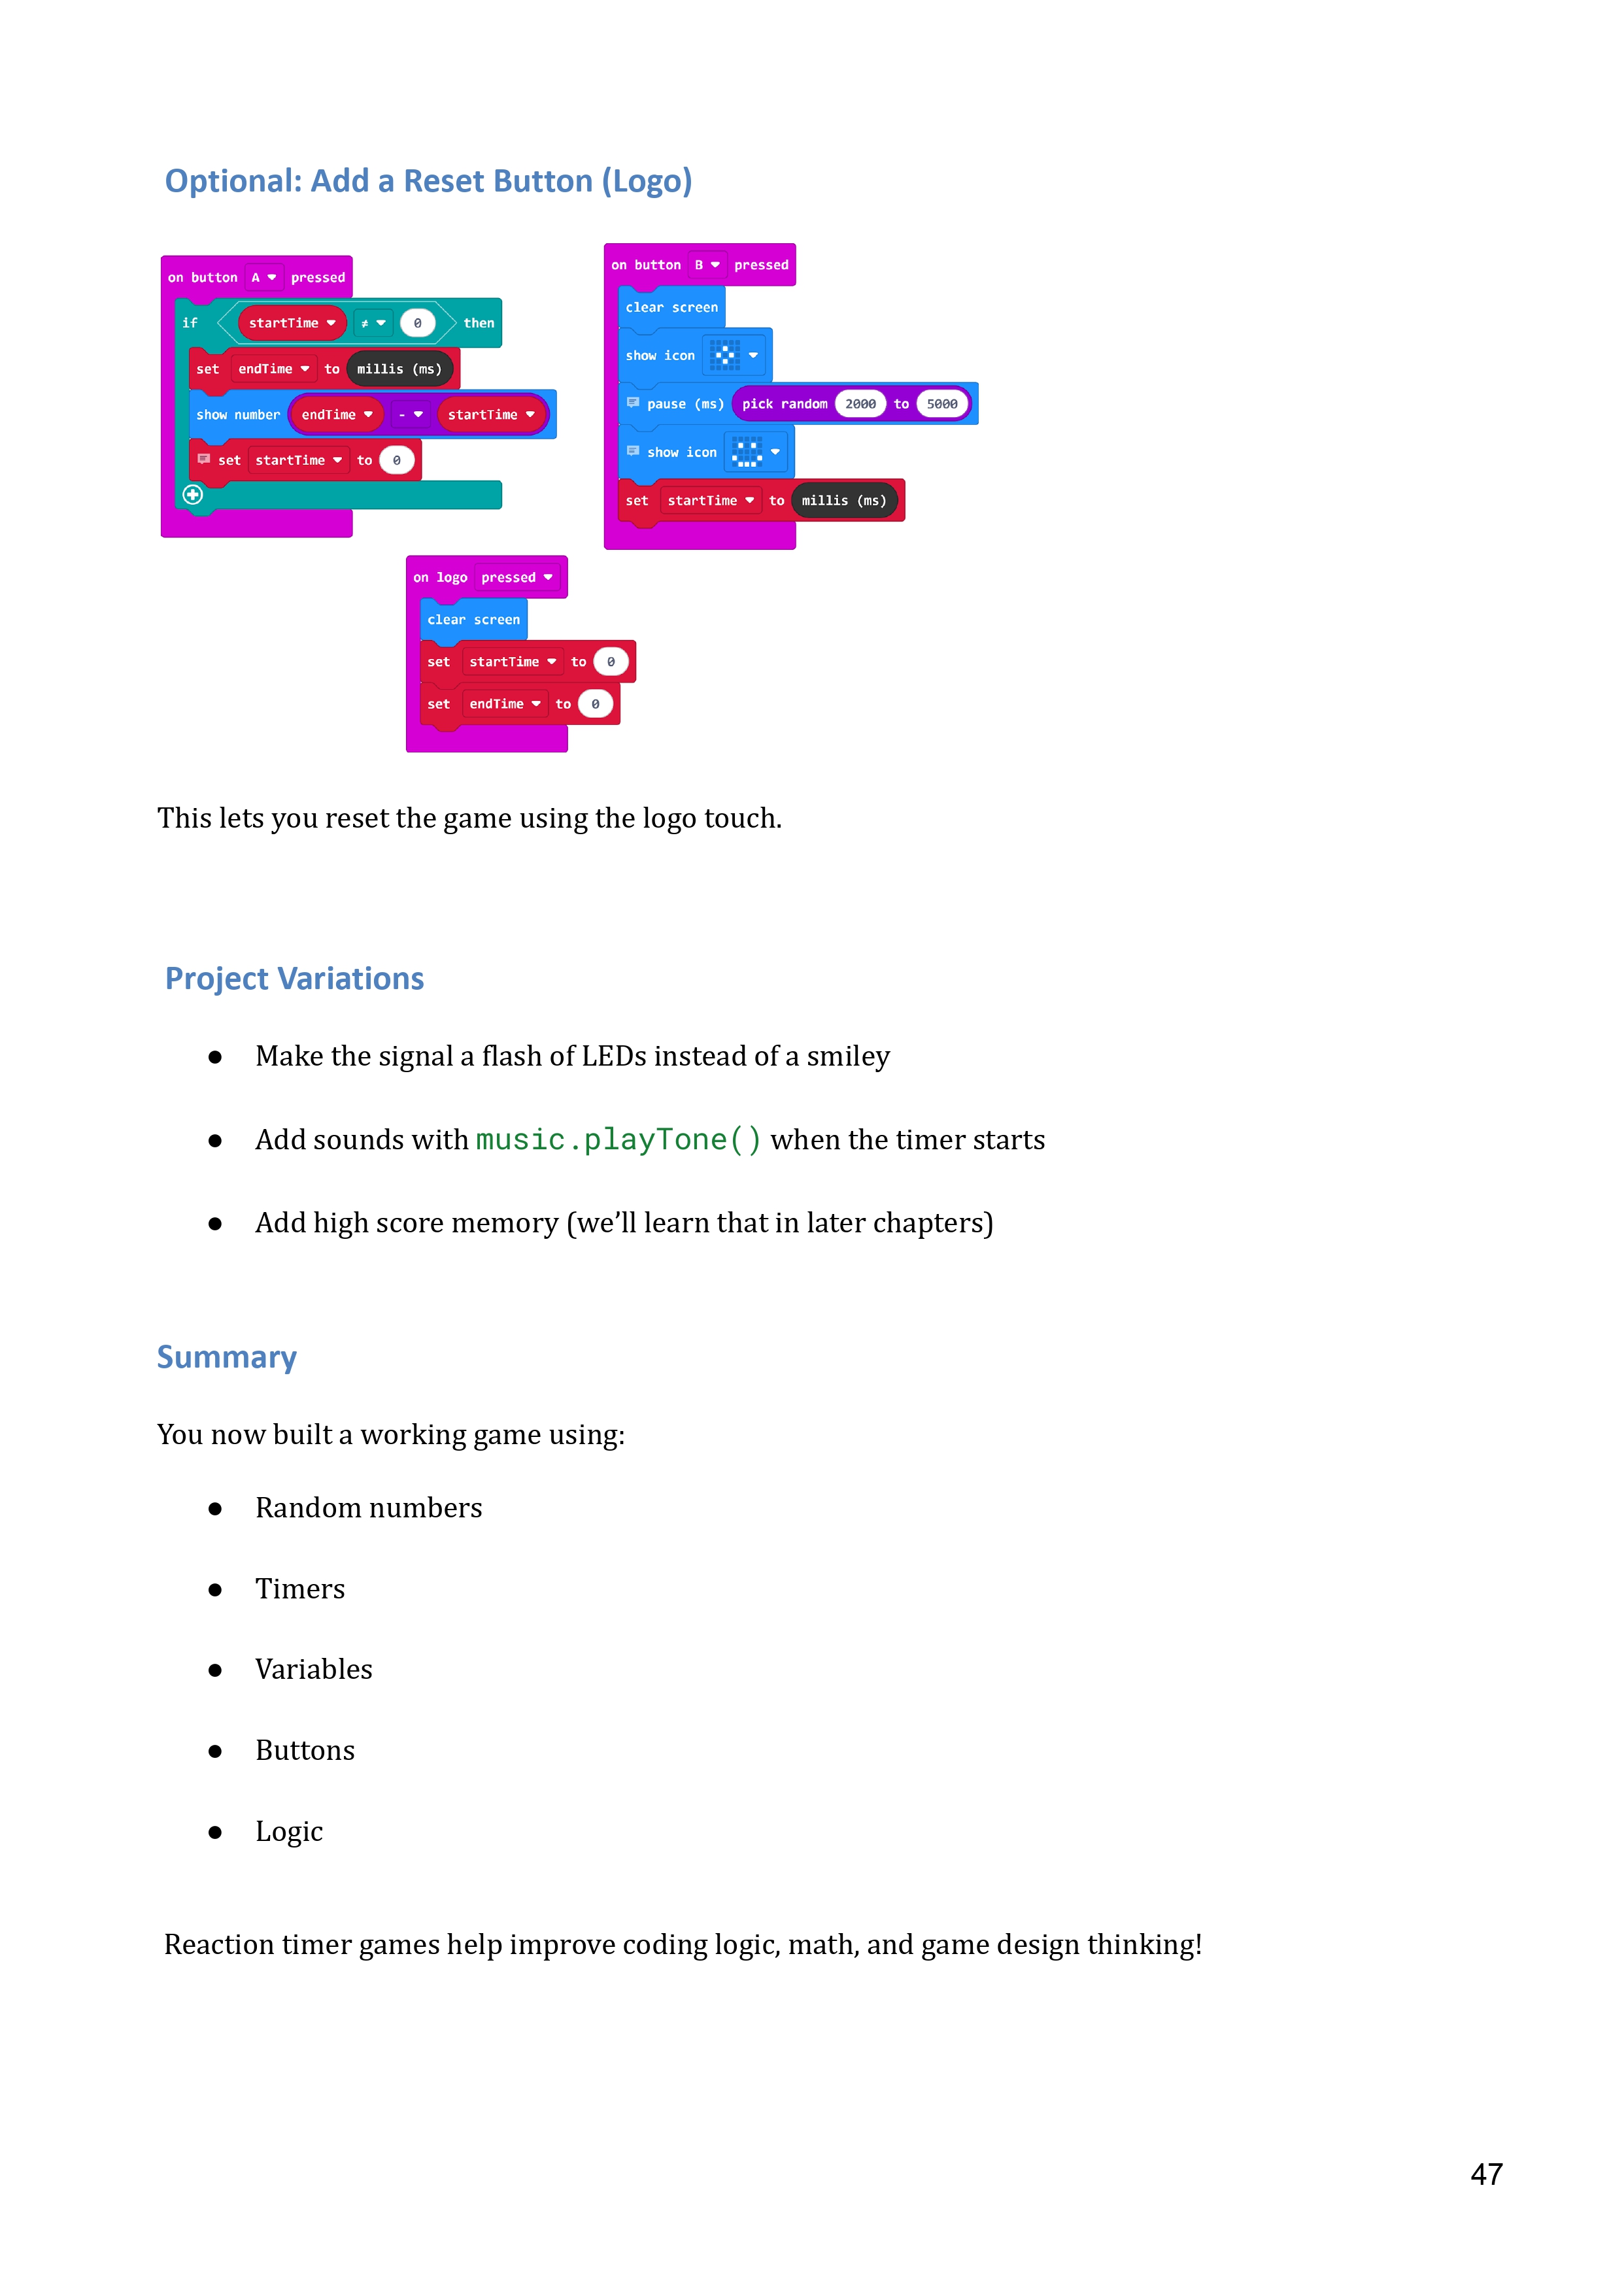 Optional: Add a Reset Button (Logo)
on button A pressed
if startTime ≠ 0 then
set endTime to millis (ms)
show number endTime - startTime
set startTime to 0
on button B pressed
clear screen
show icon
pause (ms) pick random 2000 to 5000
show icon
set startTime to millis (ms)
on logo pressed
clear screen
set startTime to 0
set endTime to 0
This lets you reset the game using the logo touch.
Project Variations
● Make the signal a flash of LEDs instead of a smiley
● Add sounds with music.playTone() when the timer starts
● Add high score memory (we’ll learn that in later chapters)
Summary
You now built a working game using:
● Random numbers
● Timers
● Variables
● Buttons
● Logic
Reaction timer games help improve coding logic, math, and game design thinking!
47